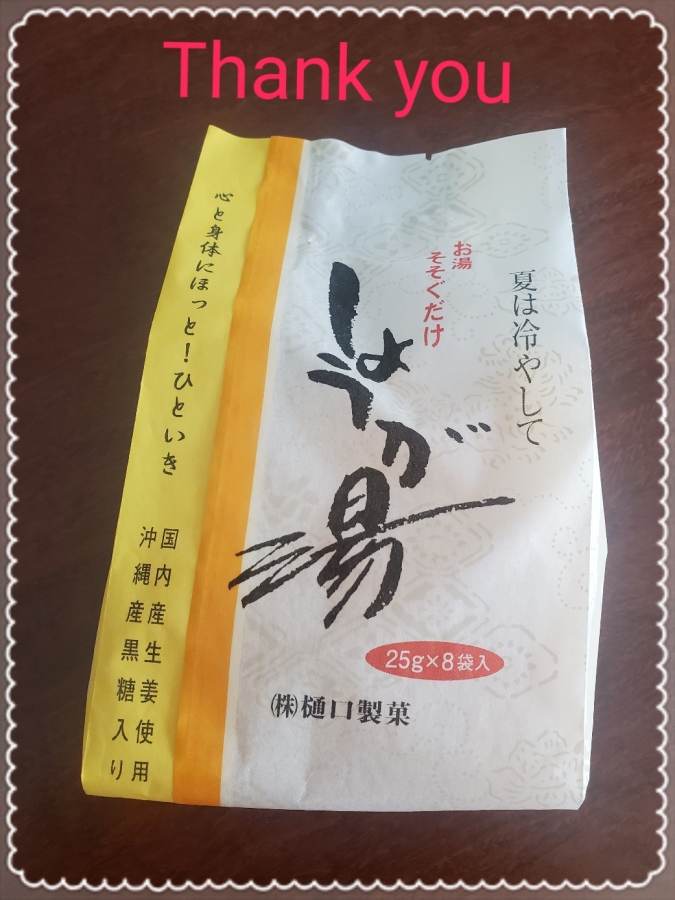 Thank you
夏は冷やして
お湯
そそぐだけ
しょうが湯
25g×8袋入
(株)樋口製菓
心と身体にほっと!ひといき
国内産生姜使用
沖縄産黒糖入り